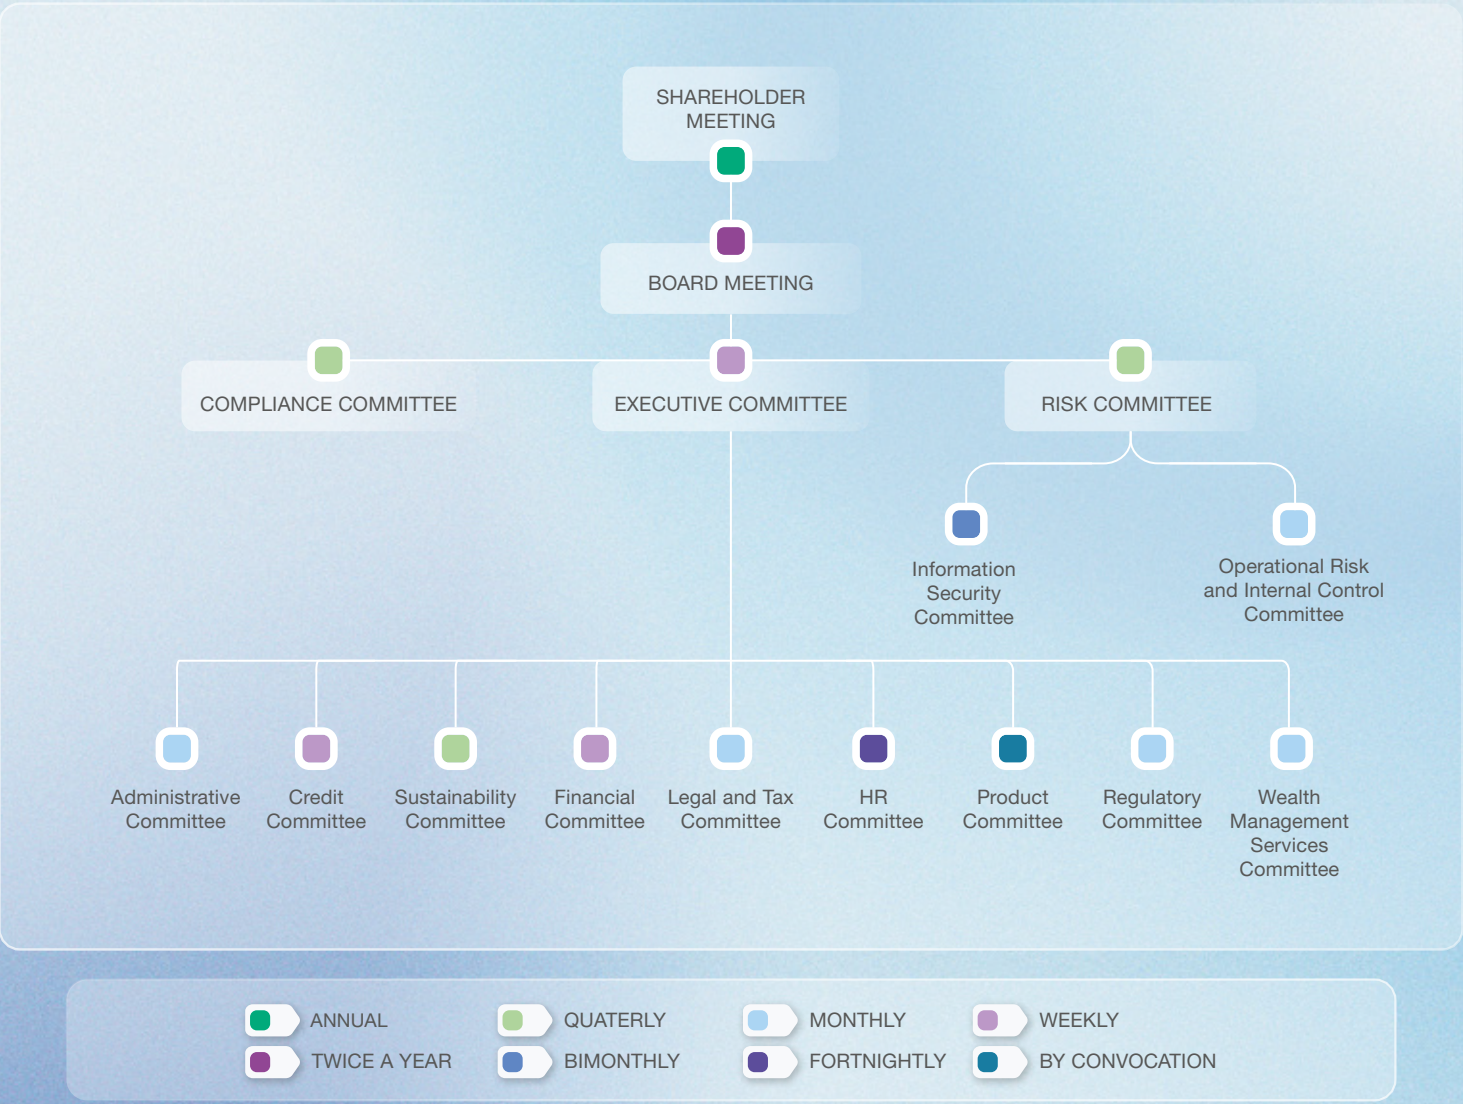 SHAREHOLDER
MEETING
BOARD MEETING
COMPLIANCE COMMITTEE
EXECUTIVE COMMITTEE
RISK COMMITTEE
Information
Security
Committee
Operational Risk
and Internal Control
Committee
Administrative
Committee
Credit
Committee
Sustainability
Committee
Financial
Committee
Legal and Tax
Committee
HR
Committee
Product
Committee
Regulatory
Committee
Wealth
Management
Services
Committee
ANNUAL
QUATERLY
MONTHLY
WEEKLY
TWICE A YEAR
BIMONTHLY
FORTNIGHTLY
BY CONVOCATION